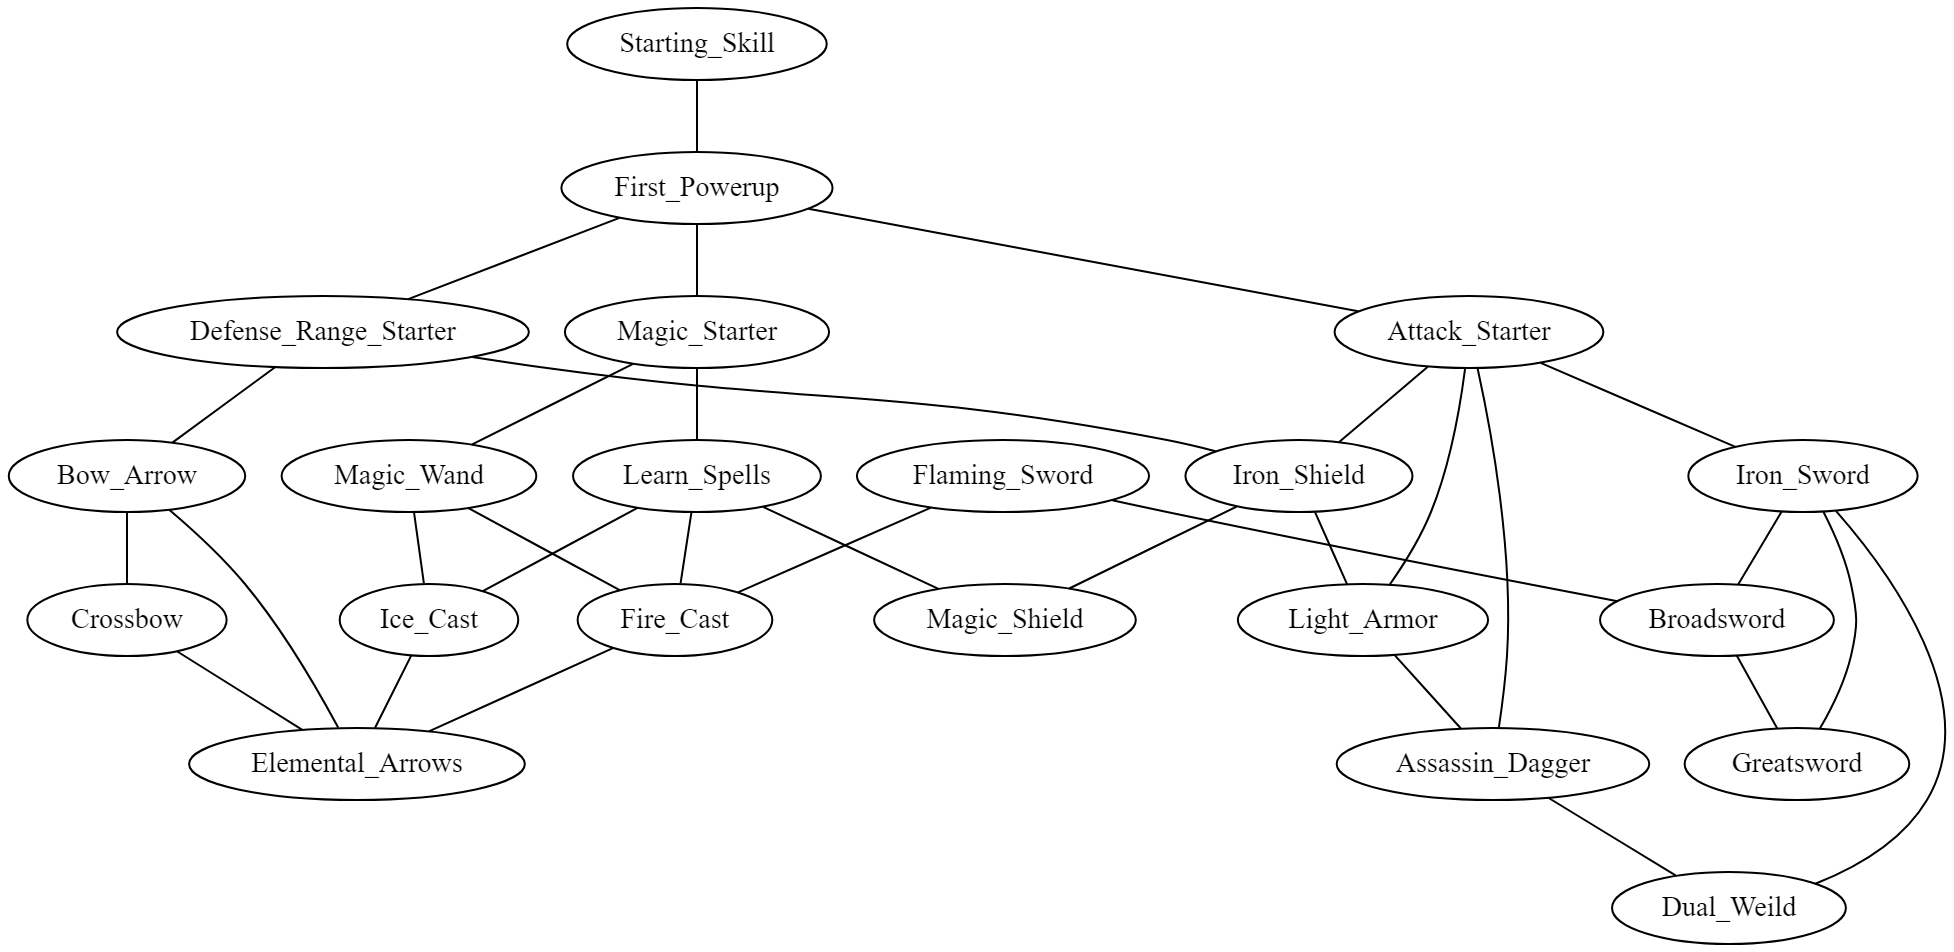 Starting_Skill
First_Powerup
Defense_Range_Starter
Magic_Starter
Attack_Starter
Bow_Arrow
Magic_Wand
Learn_Spells
Flaming_Sword
Iron_Shield
Iron_Sword
Crossbow
Ice_Cast
Fire_Cast
Magic_Shield
Light_Armor
Broadsword
Elemental_Arrows
Assassin_Dagger
Greatsword
Dual_Weild